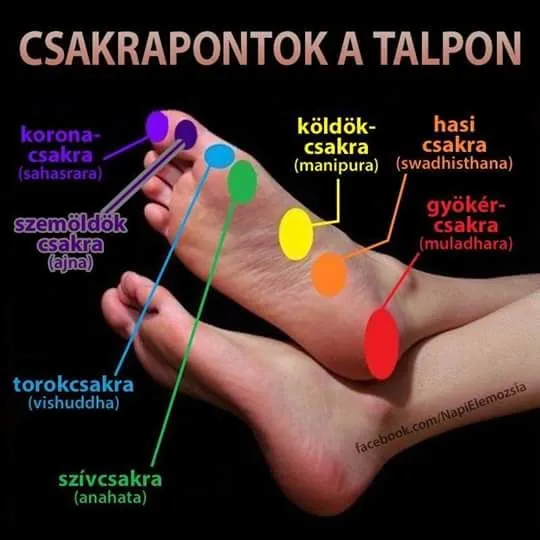 CSAKRAPONTOK A TALPON
korona-
csakra
(sahasrara)
szemöldök
csakra
(ajna)
torokcsakra
(vishuddha)
szívcsakra
(anahata)
köldök-
csakra
(manipura)
hasi
csakra
(swadhisthana)
gyökér-
csakra
(muladhara)
facebook.com/NapiElemozsia